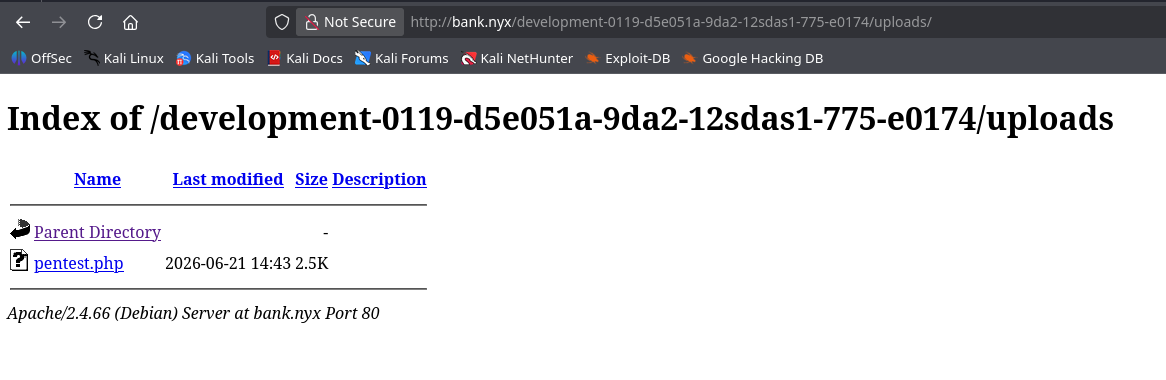 Not Secure http://bank.nyx/development-0119-d5e051a-9da2-12sdas1-775-e0174/uploads/
OffSec Kali Linux Kali Tools Kali Docs Kali Forums Kali NetHunter Exploit-DB Google Hacking DB
Index of /development-0119-d5e051a-9da2-12sdas1-775-e0174/uploads
Name Last modified Size Description
Parent Directory -
pentest.php 2026-06-21 14:43 2.5K
Apache/2.4.66 (Debian) Server at bank.nyx Port 80